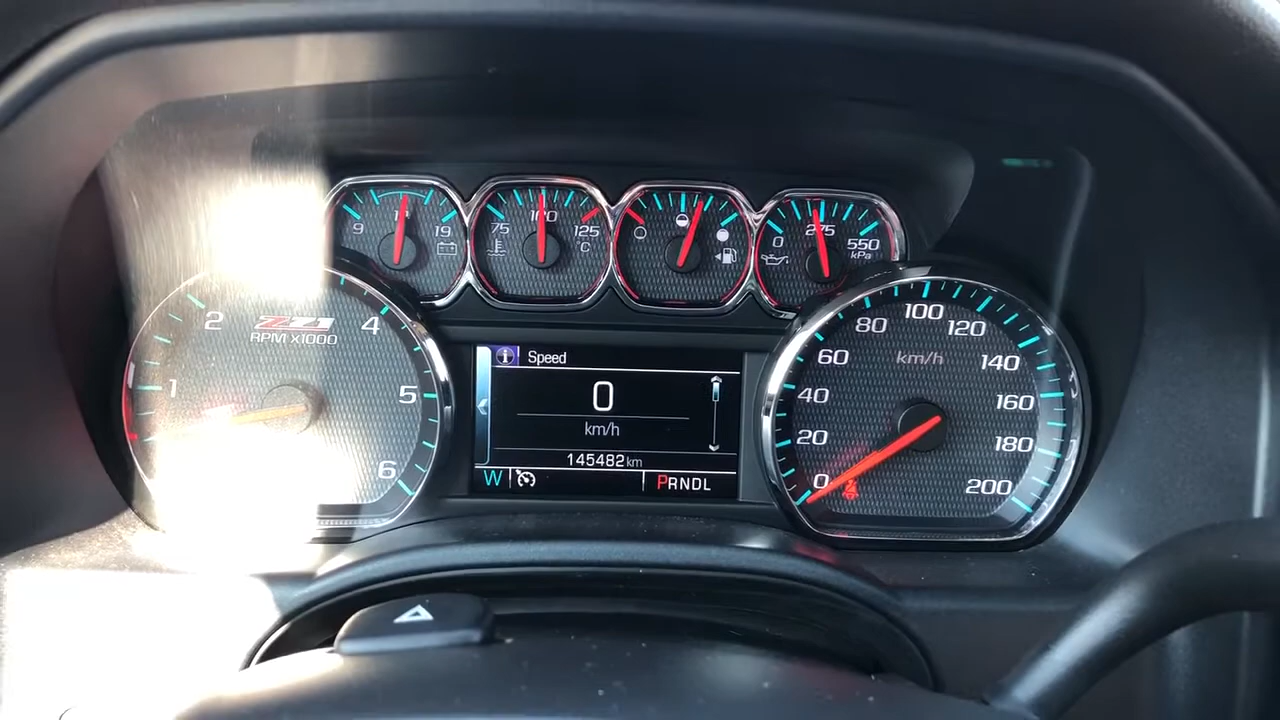 9 14 19
75 100 125
°C
0 275 550
kPa
1 2 4 5 6
Z71
RPM x1000
Speed
0
km/h
145482 km
W
PRNDL
0 20 40 60 80 100 120 140 160 180 200
km/h